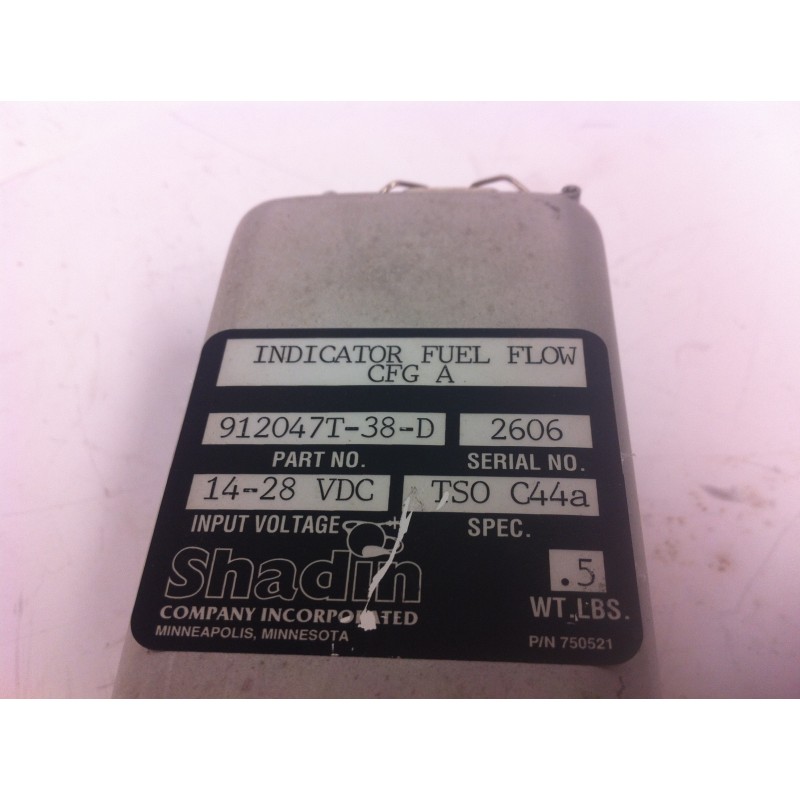 INDICATOR FUEL FLOW
CFG A
912047T-38-D 2606
PART NO. SERIAL NO.
14-28 VDC TSO C44a
INPUT VOLTAGE SPEC.
Shadin .5
COMPANY INCORPORATED WT. LBS.
MINNEAPOLIS, MINNESOTA P/N 750521